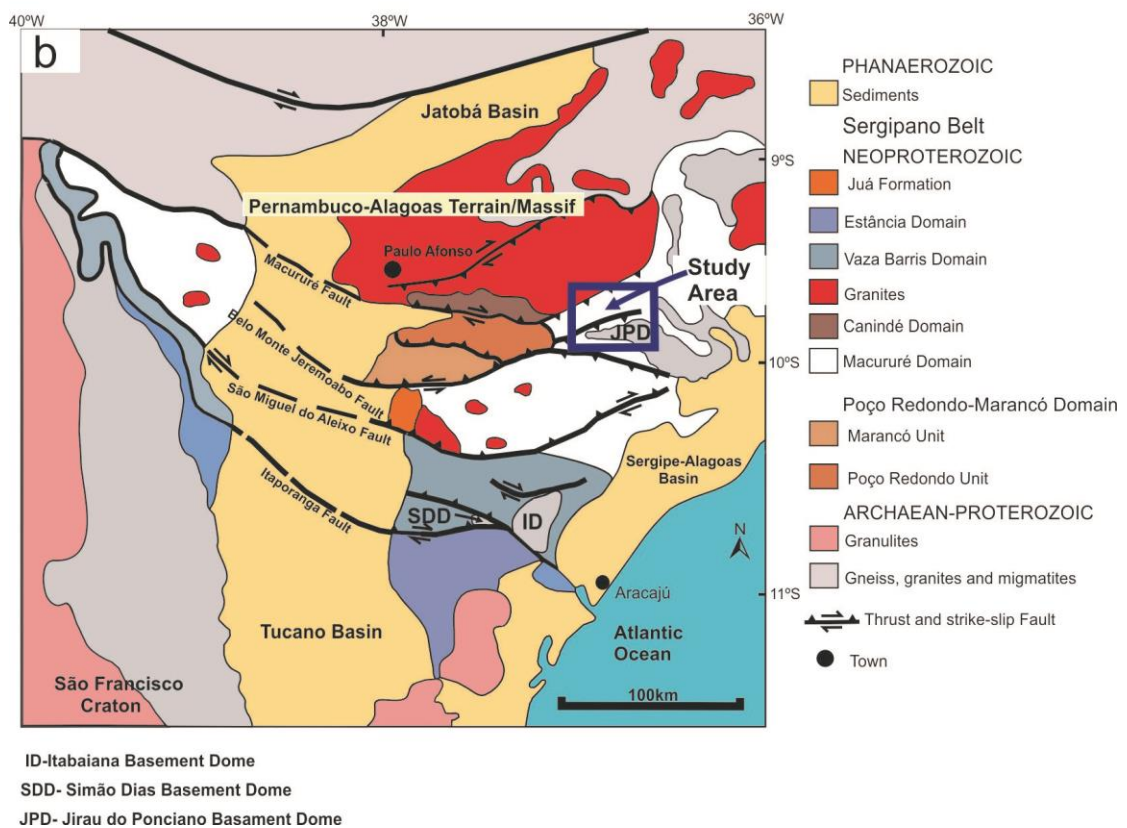 40ºW
38ºW
36ºW
b
Jatobá Basin
9ºS
Pernambuco-Alagoas Terrain/Massif
Paulo Afonso
Study
Area
Macururé Fault
JPD
Belo Monte Jeremoabo Fault
10ºS
São Miguel do Aleixo Fault
Sergipe-Alagoas
Basin
Itaporanga Fault
SDD
ID
N
Aracajú
11ºS
Tucano Basin
Atlantic
Ocean
São Francisco
Craton
100km
PHANAEROZOIC
Sediments
Sergipano Belt
NEOPROTEROZOIC
Juá Formation
Estância Domain
Vaza Barris Domain
Granites
Canindé Domain
Macururé Domain
Poço Redondo-Marancó Domain
Marancó Unit
Poço Redondo Unit
ARCHAEAN-PROTEROZOIC
Granulites
Gneiss, granites and migmatites
Thrust and strike-slip Fault
Town
ID-Itabaiana Basement Dome
SDD- Simão Dias Basement Dome
JPD- Jirau do Ponciano Basament Dome